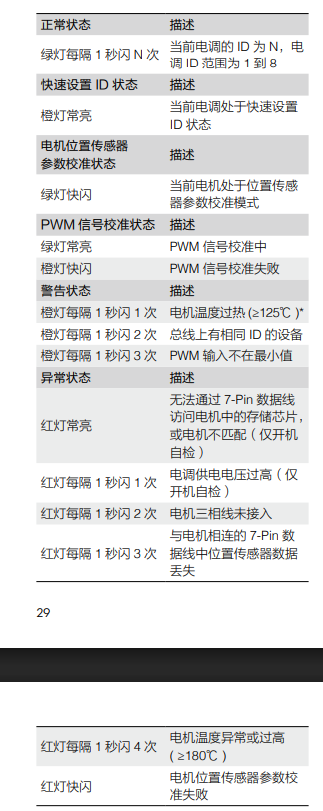 正常状态 描述
绿灯每隔 1 秒闪 N 次 当前电调的 ID 为 N，电
调 ID 范围为 1 到 8
快速设置 ID 状态 描述
橙灯常亮 当前电调处于快速设置
ID 状态
电机位置传感器
参数校准状态 描述
绿灯快闪 当前电机处于位置传感
器参数校准模式
PWM 信号校准状态 描述
绿灯常亮 PWM 信号校准中
橙灯快闪 PWM 信号校准失败
警告状态 描述
橙灯每隔 1 秒闪 1 次 电机温度过热 (≥125℃ )*
橙灯每隔 1 秒闪 2 次 总线上有相同 ID 的设备
橙灯每隔 1 秒闪 3 次 PWM 输入不在最小值
异常状态 描述
红灯常亮 无法通过 7-Pin 数据线
访问电机中的存储芯片，
或电机不匹配（仅开机
自检）
红灯每隔 1 秒闪 1 次 电调供电电压过高（仅
开机自检）
红灯每隔 1 秒闪 2 次 电机三相线未接入
红灯每隔 1 秒闪 3 次 与电机相连的 7-Pin 数
据线中位置传感器数据
丢失
29
红灯每隔 1 秒闪 4 次 电机温度异常或过高
( ≥180℃ )
红灯快闪 电机位置传感器参数校
准失败